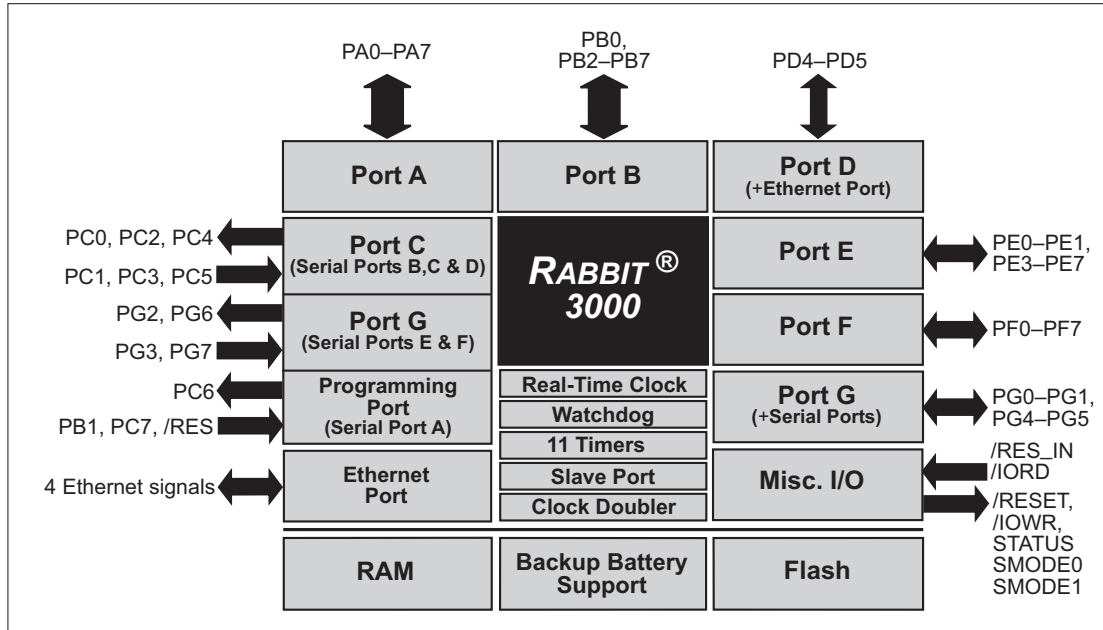 PA0–PA7
PB0,
PB2–PB7
PD4–PD5
Port A
Port B
Port D
(+Ethernet Port)
PC0, PC2, PC4
PC1, PC3, PC5
Port C
(Serial Ports B,C & D)
PG2, PG6
PG3, PG7
Port G
(Serial Ports E & F)
PC6
PB1, PC7, /RES
Programming
Port
(Serial Port A)
4 Ethernet signals
Ethernet
Port
RABBIT ®
3000
Real-Time Clock
Watchdog
11 Timers
Slave Port
Clock Doubler
Port E
PE0–PE1,
PE3–PE7
Port F
PF0–PF7
Port G
(+Serial Ports)
PG0–PG1,
PG4–PG5
Misc. I/O
/RES_IN
/IORD
/RESET,
/IOWR,
STATUS
SMODE0
SMODE1
RAM
Backup Battery
Support
Flash